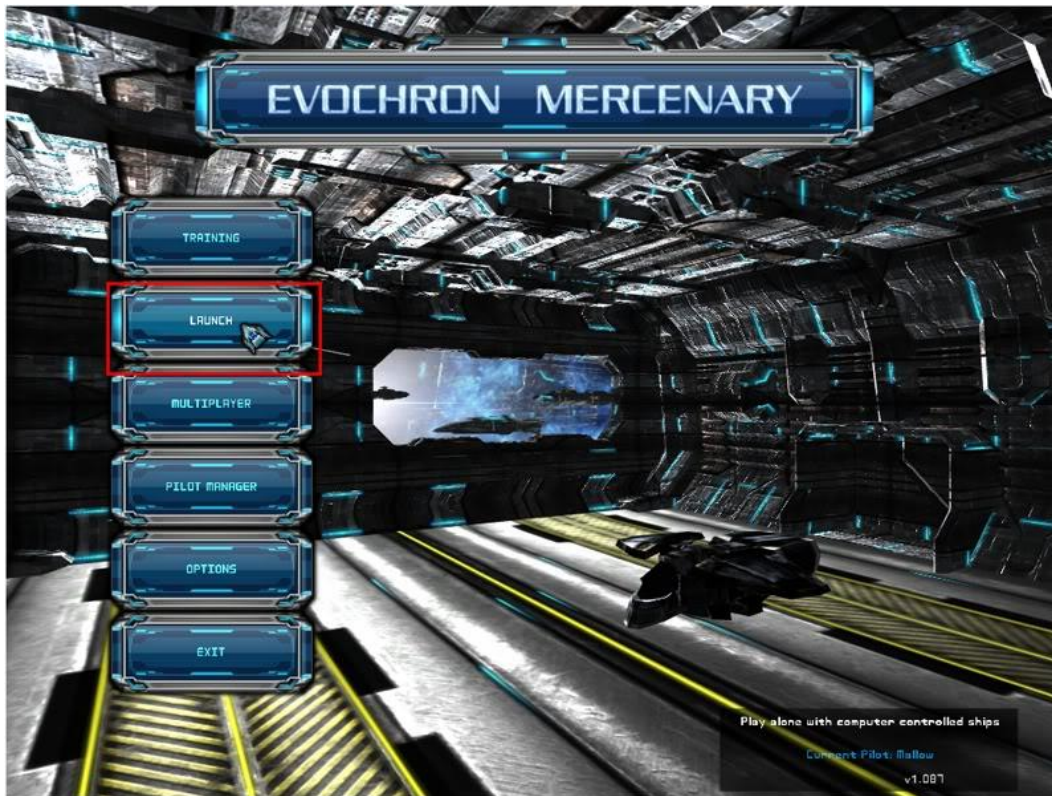 EVOCHRON MERCENARY
TRAINING
LAUNCH
MULTIPLAYER
PILOT MANAGER
OPTIONS
EXIT
Play alone with computer controlled ships
Current Pilot: Mallow
v1.087